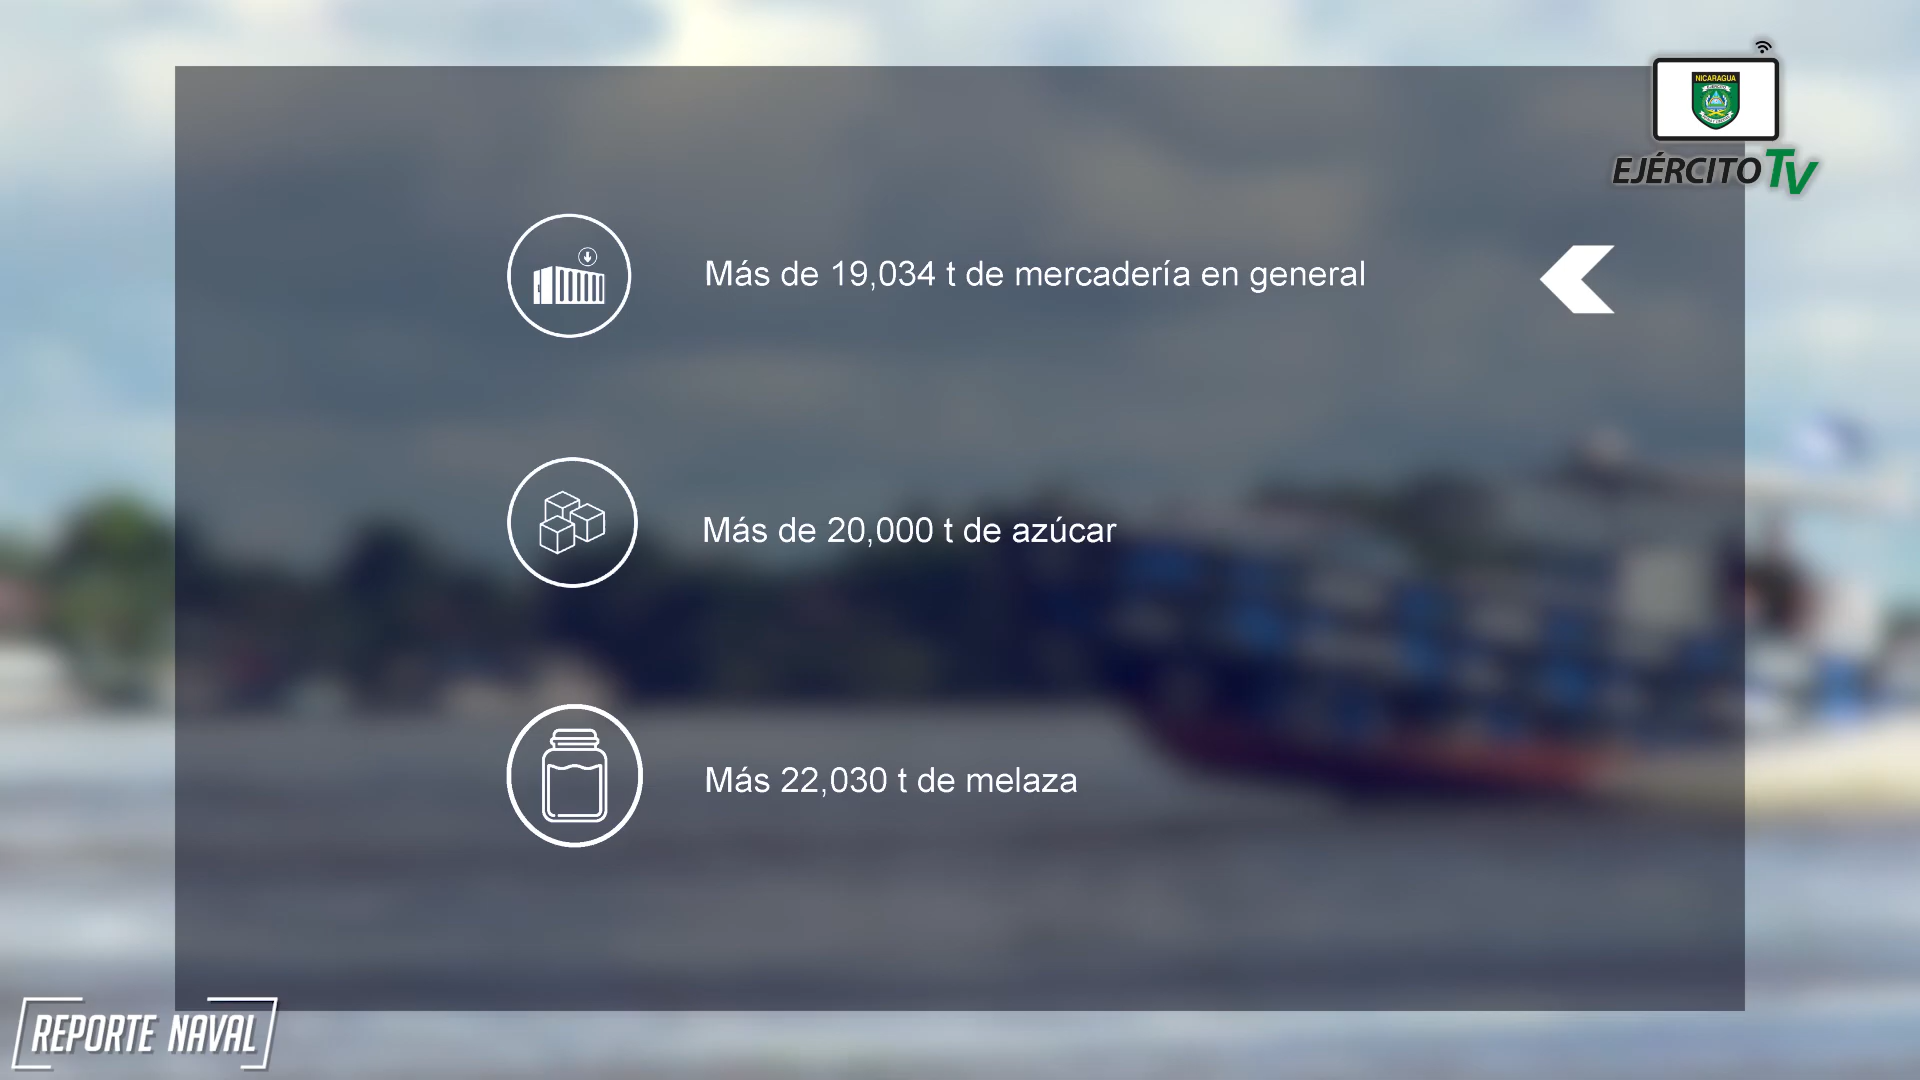 NICARAGUA
EJÉRCITO TV
Más de 19,034 t de mercadería en general
Más de 20,000 t de azúcar
Más 22,030 t de melaza
REPORTE NAVAL